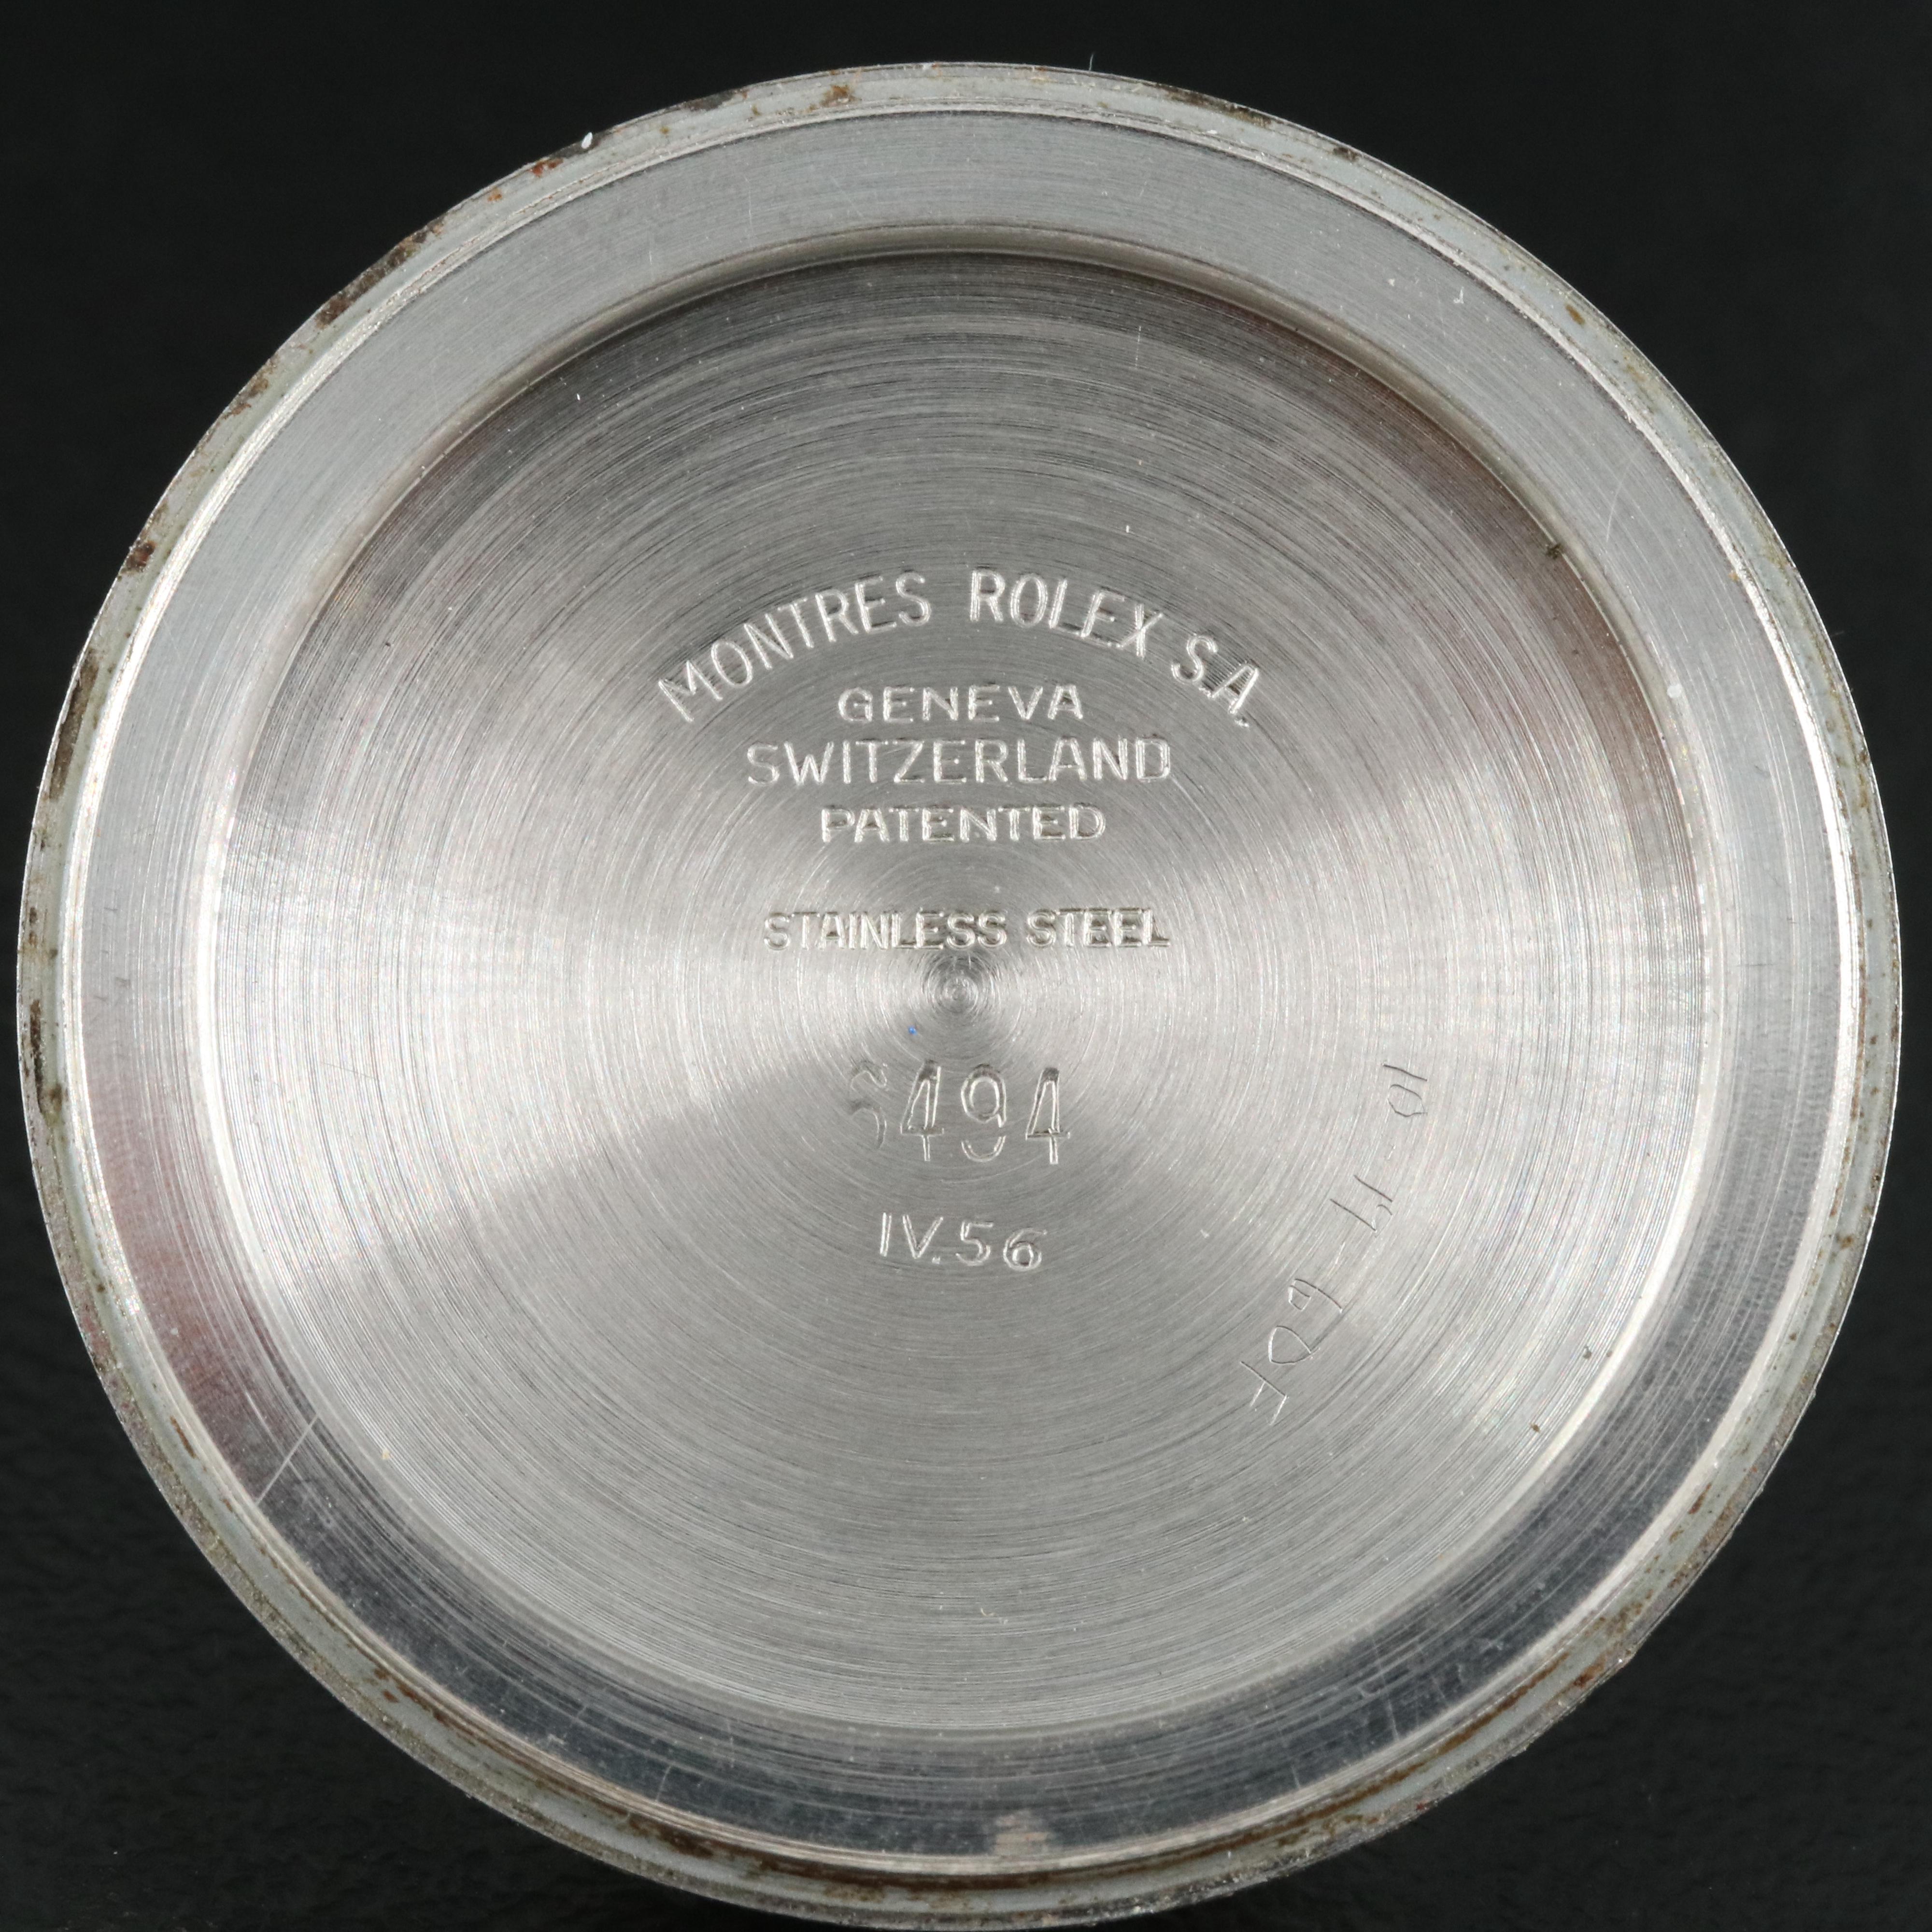 MONTRES ROLEX S.A.
GENEVA
SWITZERLAND
PATENTED
STAINLESS STEEL
6494
IV.56